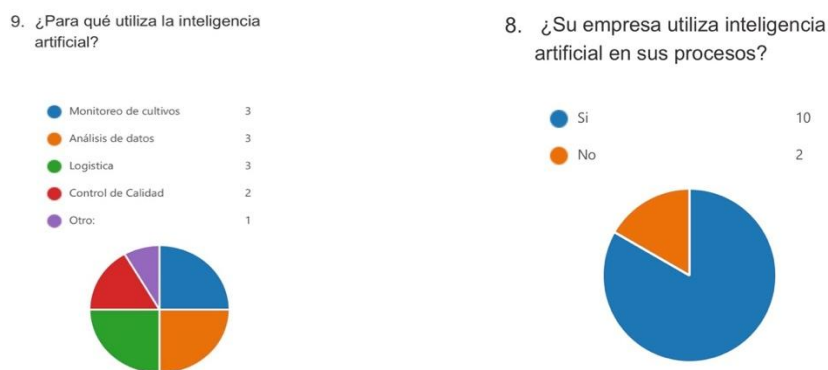 9. ¿Para qué utiliza la inteligencia
artificial?
Monitoreo de cultivos 3
Análisis de datos 3
Logistica 3
Control de Calidad 2
Otro: 1
8. ¿Su empresa utiliza inteligencia
artificial en sus procesos?
Si 10
No 2